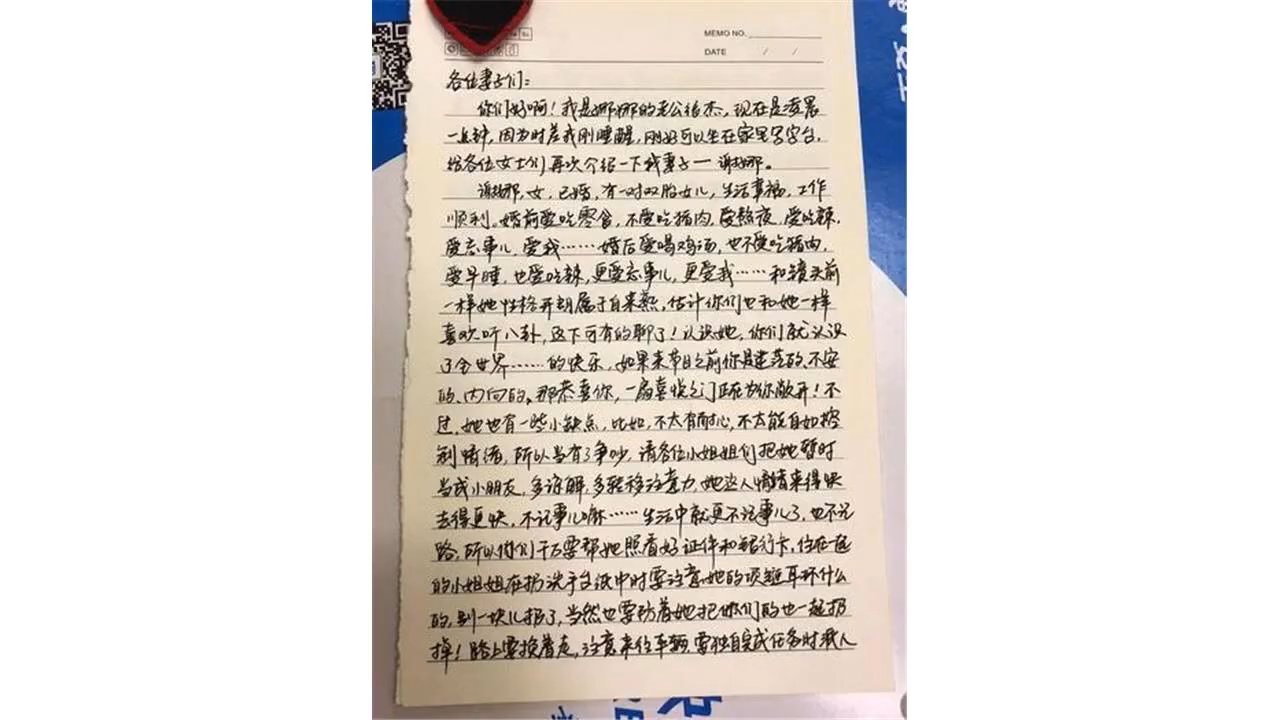 MEMO NO.
DATE / /
各位妻子们：
你们好啊！我是娜娜的老公张杰，现在是凌晨
一点钟，因为时差我刚睡醒，刚好可以坐在家里写字台，
给各位女士们再次介绍一下我妻子一谢娜。
谢娜，女，已婚，有一对双胞女儿，生活幸福，工作
顺利。婚前爱吃零食，不爱吃猪肉，爱熬夜，爱吃辣，
爱忘事儿，爱我……婚后爱喝鸡汤，也不爱吃猪肉，
爱早睡，也爱吃辣，更爱忘事儿，更爱我……和镜头前
一样她性格开朗属于自来熟，估计你们也和她一样
喜欢听八卦，这下可有的聊了！认识她，你们就认识
了全世界……的快乐，如果来节目之前你是失落的、不安
的、内向的，那恭喜你，一扇喜悦之门正在为你敞开！不
过，她也有一些小缺点，比如，不太有耐心，不太能自如控
制情绪，所以当有了争吵，请各位小姐姐们把她暂时
当成小朋友，多谅解，多转移注意力，她这人情绪来得快
去得更快，不记事儿嘛……生活中就更不记事儿了，也不记
路，所以你们千万要帮她照看好证件和银行卡，住在一起
的小姐姐在扔洗手台纸巾时要注意她的项链耳环什么
的，别一块儿扔了，当然也要防着她把你们的也一起扔
掉！路上要挨着走，注意来往车辆，要独自完成任务时找人